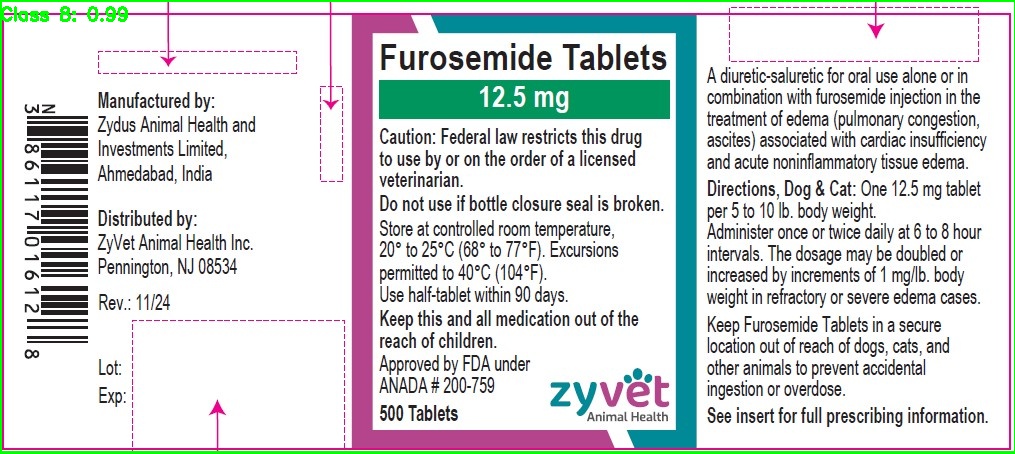 Class 8: 0.99
N
3 86117 01612 8
Manufactured by:
Zydus Animal Health and
Investments Limited,
Ahmedabad, India
Distributed by:
ZyVet Animal Health Inc.
Pennington, NJ 08534
Rev.: 11/24
Lot:
Exp:
Furosemide Tablets
12.5 mg
Caution: Federal law restricts this drug
to use by or on the order of a licensed
veterinarian.
Do not use if bottle closure seal is broken.
Store at controlled room temperature,
20° to 25°C (68° to 77°F). Excursions
permitted to 40°C (104°F).
Use half-tablet within 90 days.
Keep this and all medication out of the
reach of children.
Approved by FDA under
ANADA # 200-759
500 Tablets
zyvet
Animal Health
A diuretic-saluretic for oral use alone or in
combination with furosemide injection in the
treatment of edema (pulmonary congestion,
ascites) associated with cardiac insufficiency
and acute noninflammatory tissue edema.
Directions, Dog & Cat: One 12.5 mg tablet
per 5 to 10 lb. body weight.
Administer once or twice daily at 6 to 8 hour
intervals. The dosage may be doubled or
increased by increments of 1 mg/lb. body
weight in refractory or severe edema cases.
Keep Furosemide Tablets in a secure
location out of reach of dogs, cats, and
other animals to prevent accidental
ingestion or overdose.
See insert for full prescribing information.